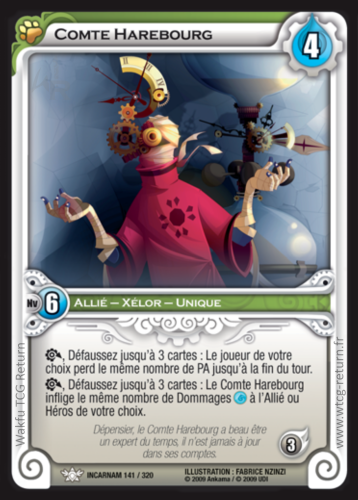 Comte Harebourg
4
Nv 6
Allié – Xélor – Unique
, Défaussez jusqu'à 3 cartes : Le joueur de votre
choix perd le même nombre de PA jusqu'à la fin du tour.
, Défaussez jusqu'à 3 cartes : Le Comte Harebourg
inflige le même nombre de Dommages à l'Allié ou
Héros de votre choix.
Dépensier, le Comte Harebourg a beau être
un expert du temps, il n'est jamais à jour
dans ses comptes.
3
INCARNAM 141 / 320
ILLUSTRATION : FABRICE NZINZI
© 2009 Ankama / © 2009 UDI
Wakfu TCG Return
www.wtcg-return.fr